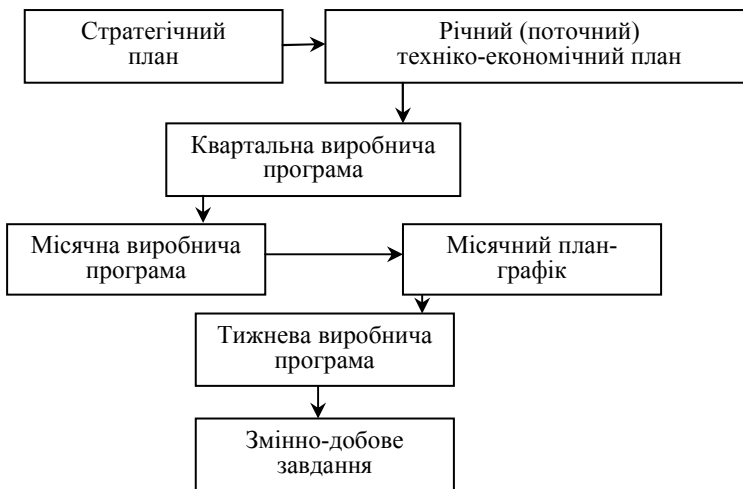 Стратегічний
план
Річний (поточний)
техніко-економічний план
Квартальна виробнича
програма
Місячна виробнича
програма
Місячний план-
графік
Тижнева виробнича
програма
Змінно-добове
завдання